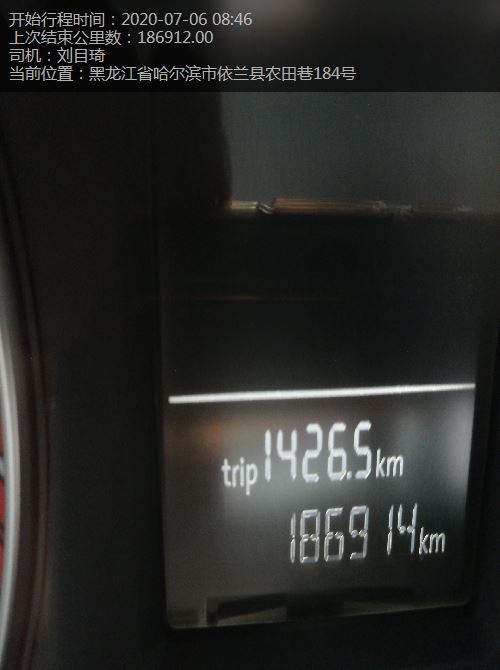 开始行程时间：2020-07-06 08:46
上次结束公里数：186912.00
司机：刘目琦
当前位置：黑龙江省哈尔滨市依兰县农田巷184号
trip 1426.5 km
186914 km